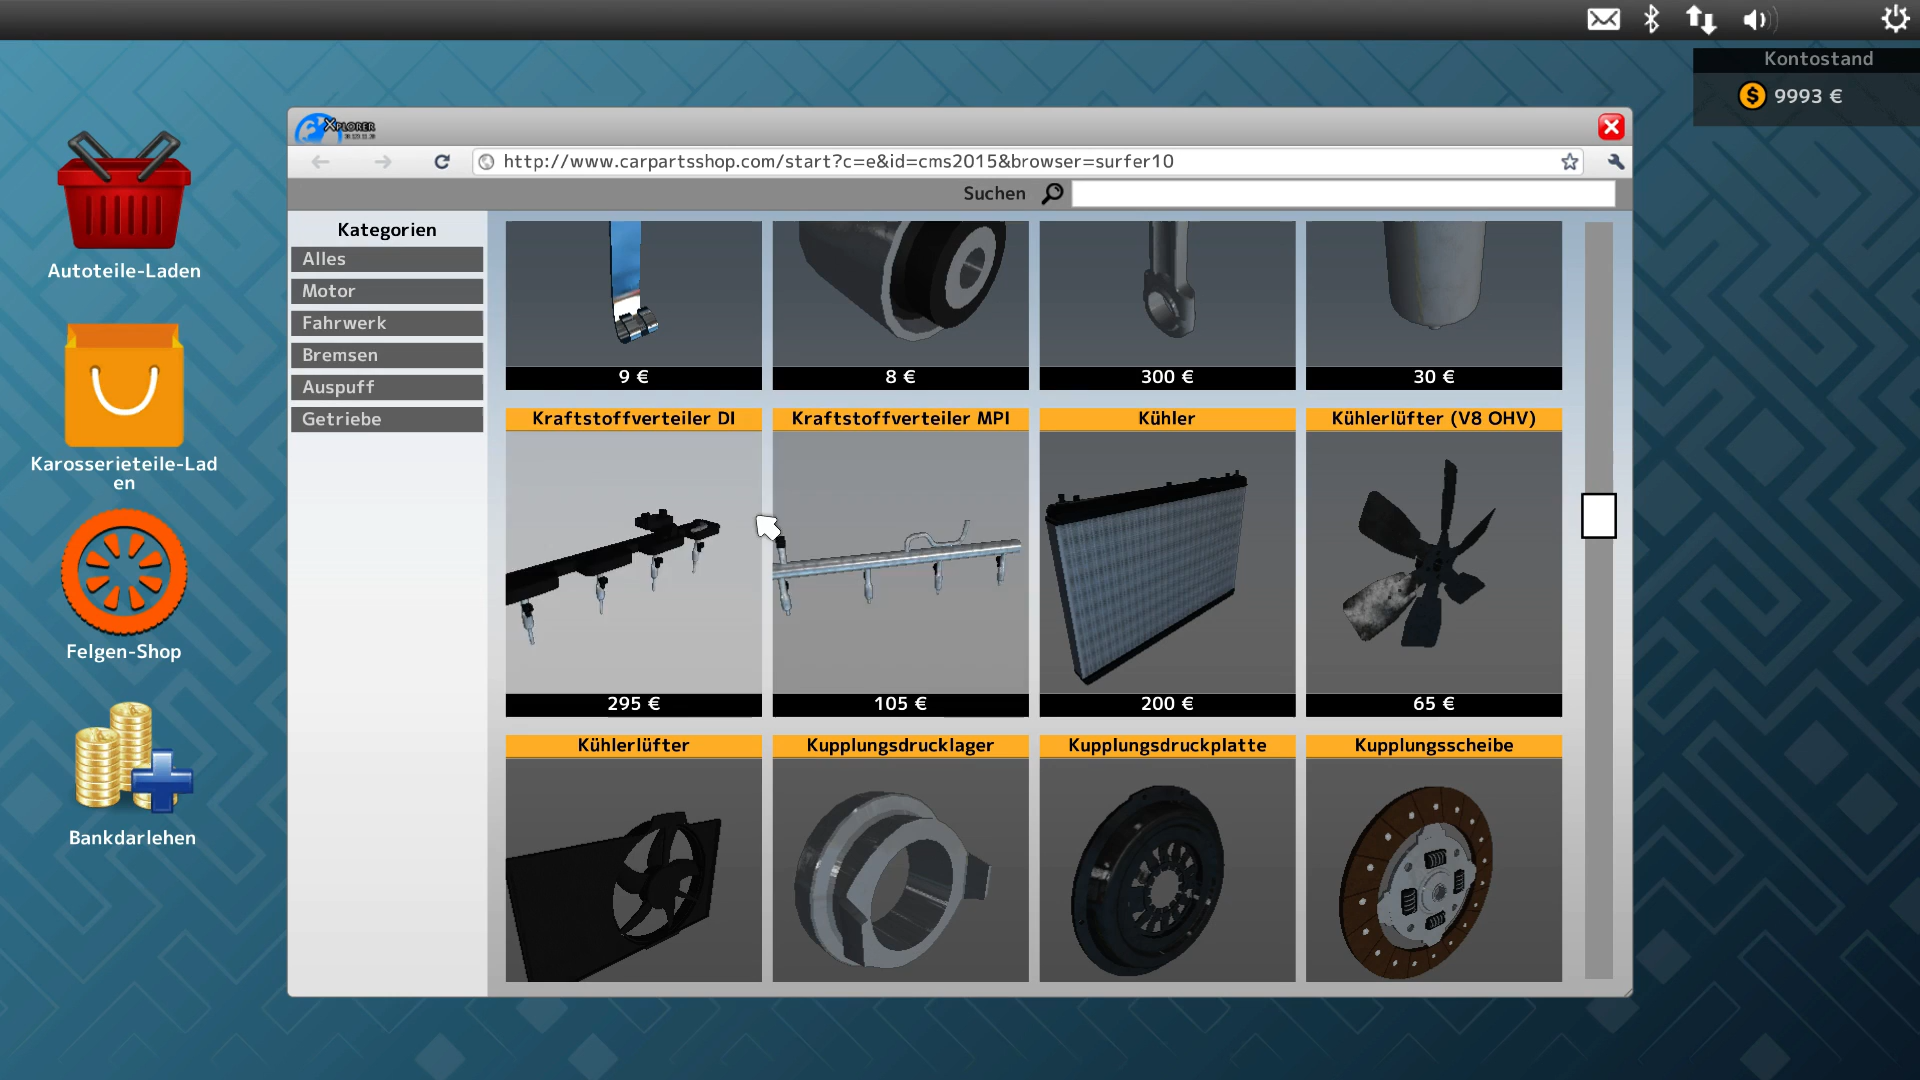 Kontostand
9993 €
XPLORER
http://www.carpartsshop.com/start?c=e&id=cms2015&browser=surfer10
Suchen
Kategorien
Alles
Motor
Fahrwerk
Bremsen
Auspuff
Getriebe
Autoteile-Laden
Karosserieteile-Lad
en
Felgen-Shop
Bankdarlehen
9 €
8 €
300 €
30 €
Kraftstoffverteiler DI
Kraftstoffverteiler MPI
Kühler
Kühlerlüfter (V8 OHV)
295 €
105 €
200 €
65 €
Kühlerlüfter
Kupplungsdrucklager
Kupplungsdruckplatte
Kupplungsscheibe